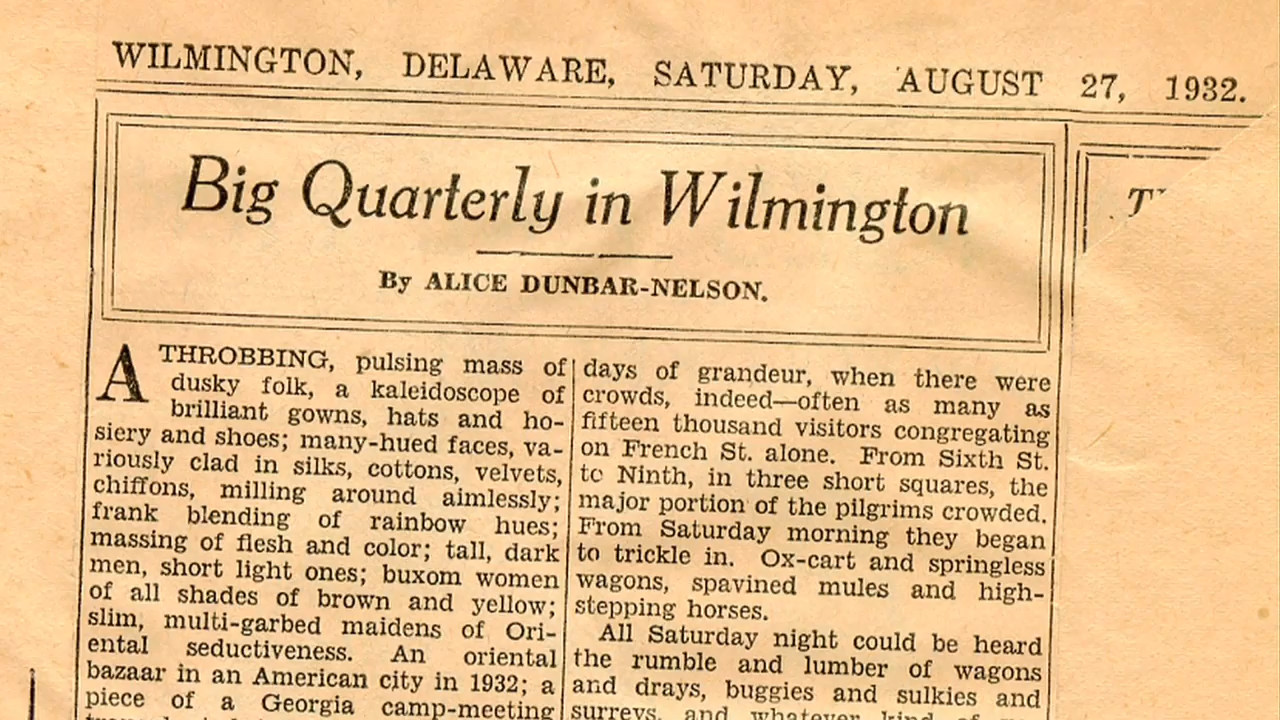 WILMINGTON, DELAWARE, SATURDAY, AUGUST 27, 1932.
Big Quarterly in Wilmington
By ALICE DUNBAR-NELSON.
A THROBBING, pulsing mass of
dusky folk, a kaleidoscope of
brilliant gowns, hats and ho-
siery and shoes; many-hued faces, va-
riously clad in silks, cottons, velvets,
chiffons, milling around aimlessly;
frank blending of rainbow hues;
massing of flesh and color; tall, dark
men, short light ones; buxom women
of all shades of brown and yellow;
slim, multi-garbed maidens of Ori-
ental seductiveness. An oriental
bazaar in an American city in 1932; a
piece of a Georgia camp-meeting
days of grandeur, when there were
crowds, indeed—often as many as
fifteen thousand visitors congregating
on French St. alone. From Sixth St.
to Ninth, in three short squares, the
major portion of the pilgrims crowded.
From Saturday morning they began
to trickle in. Ox-cart and springless
wagons, spavined mules and high-
stepping horses.
All Saturday night could be heard
the rumble and lumber of wagons
and drays, buggies and sulkies and
surreys, and whatever kind of